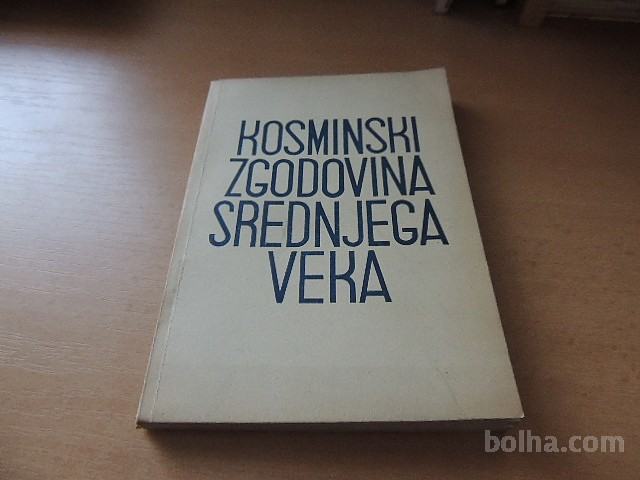 KOSMINSKI
ZGODOVINA
SREDNJEGA
VEKA
bolha.com